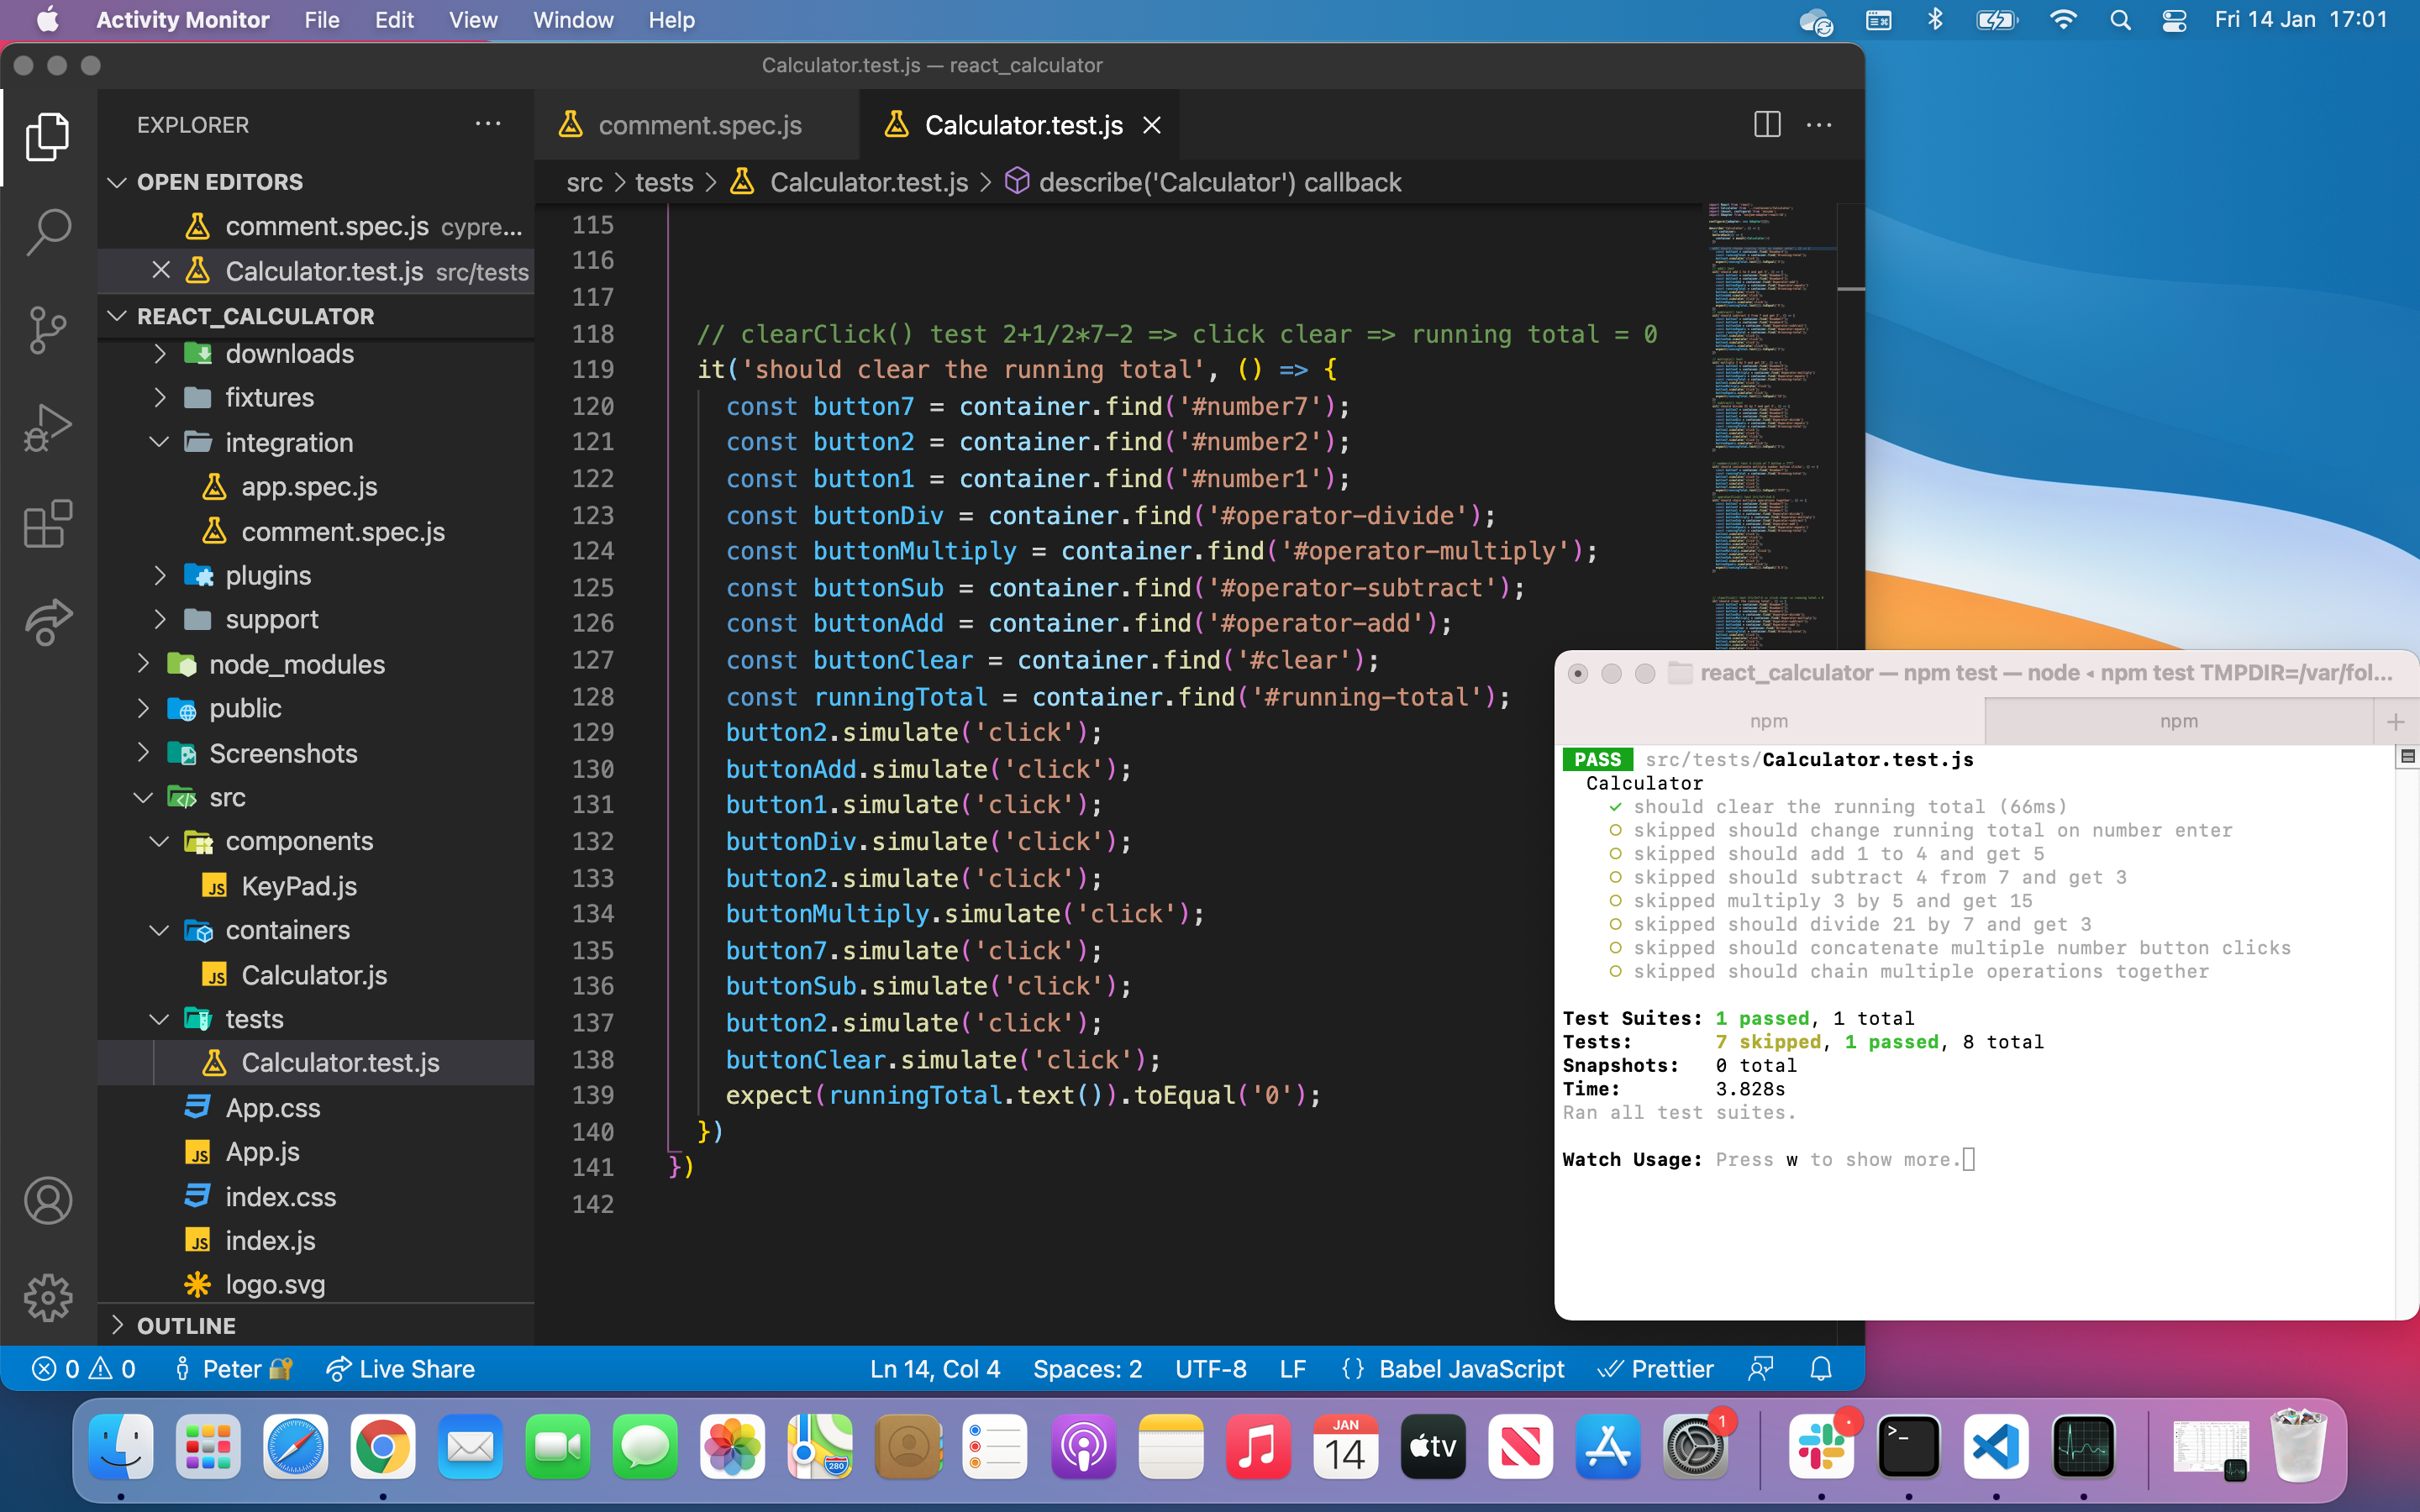 Activity Monitor File Edit View Window Help
Fri 14 Jan 17:01
Calculator.test.js — react_calculator
EXPLORER
OPEN EDITORS
comment.spec.js cypre...
Calculator.test.js src/tests
REACT_CALCULATOR
downloads
fixtures
integration
app.spec.js
comment.spec.js
plugins
support
node_modules
public
Screenshots
src
components
KeyPad.js
containers
Calculator.js
tests
Calculator.test.js
App.css
App.js
index.css
index.js
logo.svg
OUTLINE
comment.spec.js Calculator.test.js
src > tests > Calculator.test.js > describe('Calculator') callback
115
116
117
118 // clearClick() test 2+1/2*7-2 => click clear => running total = 0
119 it('should clear the running total', () => {
120 const button7 = container.find('#number7');
121 const button2 = container.find('#number2');
122 const button1 = container.find('#number1');
123 const buttonDiv = container.find('#operator-divide');
124 const buttonMultiply = container.find('#operator-multiply');
125 const buttonSub = container.find('#operator-subtract');
126 const buttonAdd = container.find('#operator-add');
127 const buttonClear = container.find('#clear');
128 const runningTotal = container.find('#running-total');
129 button2.simulate('click');
130 buttonAdd.simulate('click');
131 button1.simulate('click');
132 buttonDiv.simulate('click');
133 button2.simulate('click');
134 buttonMultiply.simulate('click');
135 button7.simulate('click');
136 buttonSub.simulate('click');
137 button2.simulate('click');
138 buttonClear.simulate('click');
139 expect(runningTotal.text()).toEqual('0');
140 })
141 })
142
react_calculator — npm test — node ◂ npm test TMPDIR=/var/fol...
npm npm
PASS src/tests/Calculator.test.js
Calculator
✓ should clear the running total (66ms)
○ skipped should change running total on number enter
○ skipped should add 1 to 4 and get 5
○ skipped should subtract 4 from 7 and get 3
○ skipped multiply 3 by 5 and get 15
○ skipped should divide 21 by 7 and get 3
○ skipped should concatenate multiple number button clicks
○ skipped should chain multiple operations together
Test Suites: 1 passed, 1 total
Tests: 7 skipped, 1 passed, 8 total
Snapshots: 0 total
Time: 3.828s
Ran all test suites.
Watch Usage: Press w to show more.
0 0 Peter Live Share Ln 14, Col 4 Spaces: 2 UTF-8 LF {} Babel JavaScript Prettier
280
JAN
14
tv
1